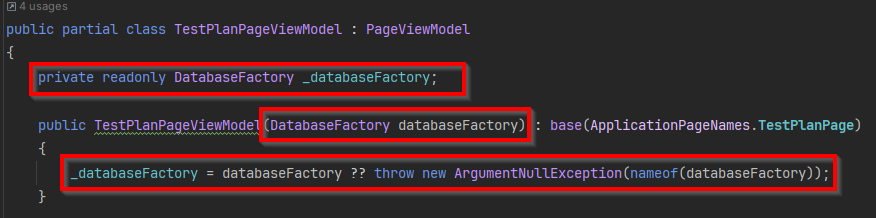 4 usages
public partial class TestPlanPageViewModel : PageViewModel
{
private readonly DatabaseFactory _databaseFactory;
public TestPlanPageViewModel(DatabaseFactory databaseFactory) : base(ApplicationPageNames.TestPlanPage)
{
_databaseFactory = databaseFactory ?? throw new ArgumentNullException(nameof(databaseFactory));
}